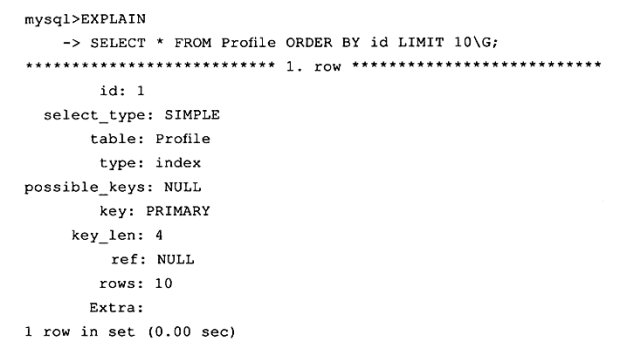 mysql>EXPLAIN
-> SELECT * FROM Profile ORDER BY id LIMIT 10\G;
*************************** 1. row ***************************
id: 1
select_type: SIMPLE
table: Profile
type: index
possible_keys: NULL
key: PRIMARY
key_len: 4
ref: NULL
rows: 10
Extra:
1 row in set (0.00 sec)